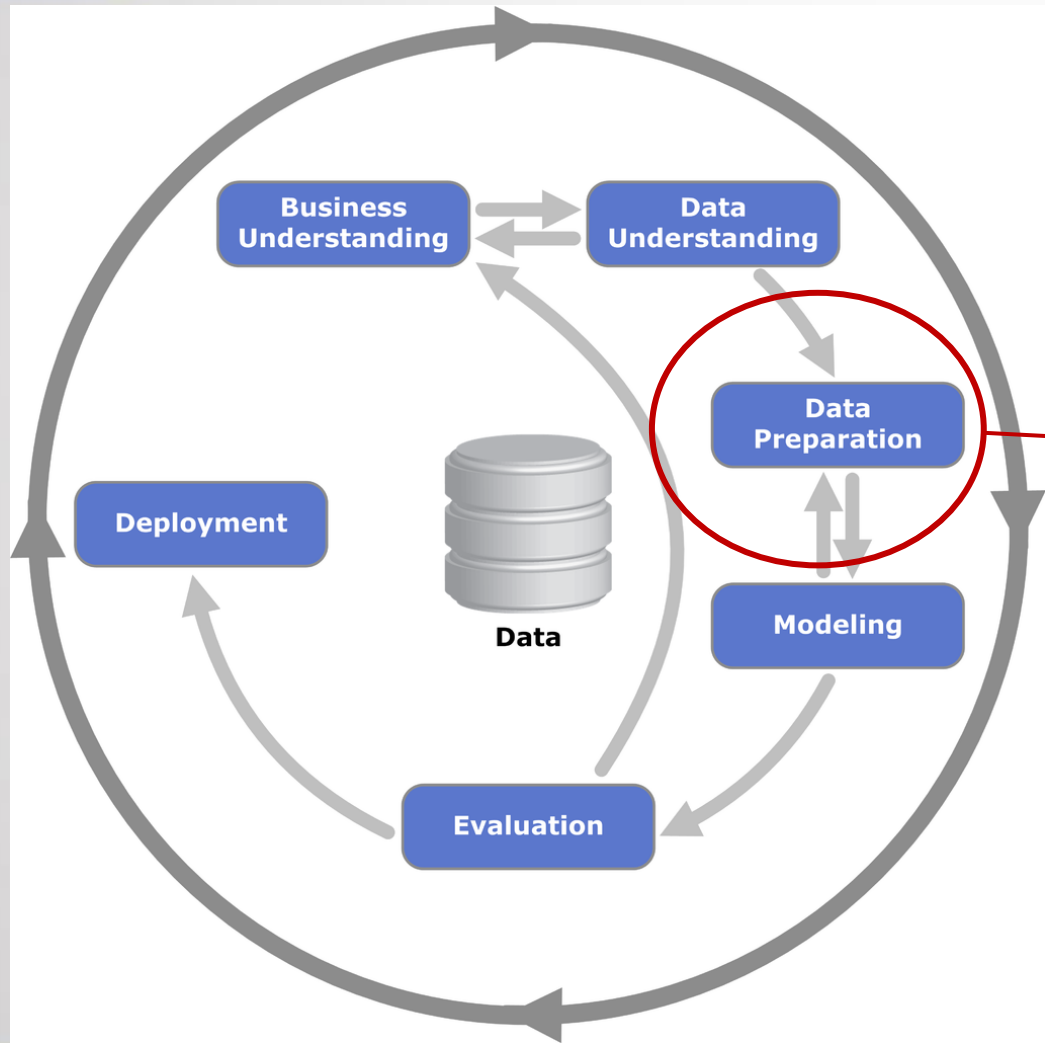 Business
Understanding
Data
Understanding
Data
Preparation
Deployment
Data
Modeling
Evaluation